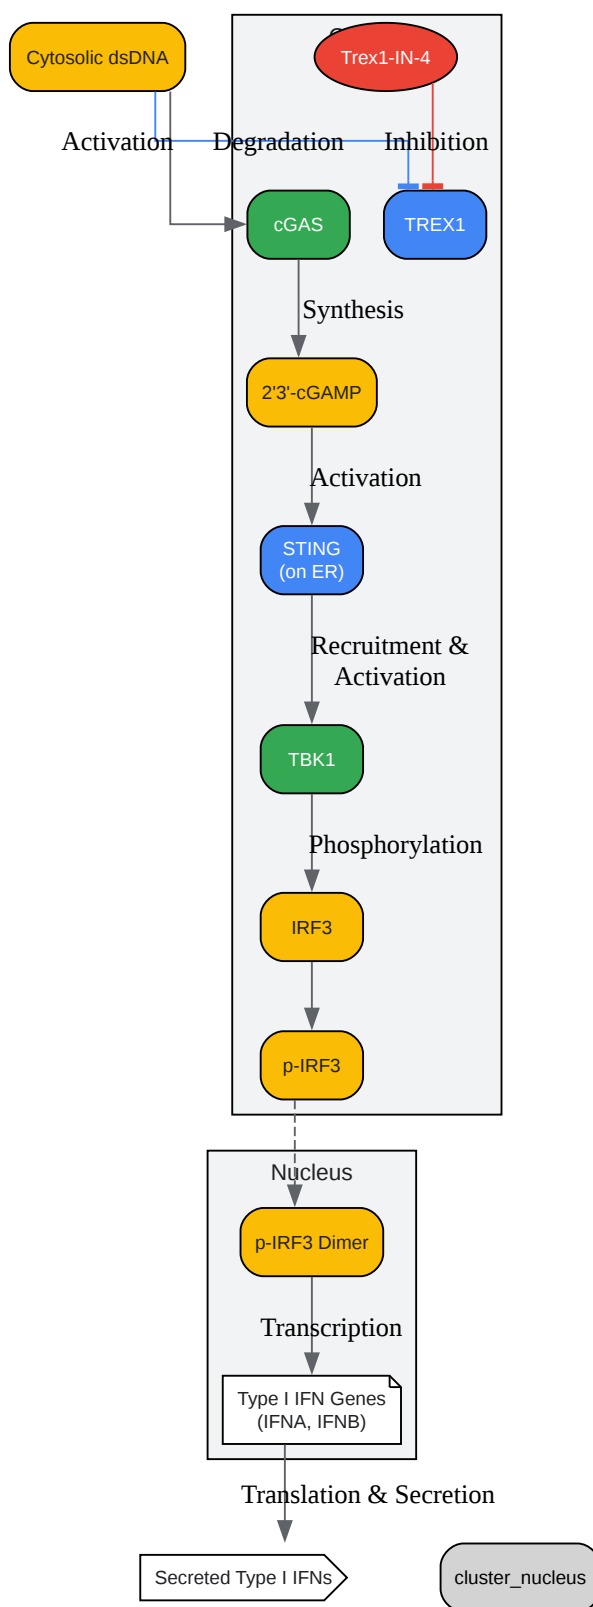 Cytosolic dsDNA
Trex1-IN-4
Activation
Degradation
Inhibition
cGAS
TREX1
Synthesis
2'3'-cGAMP
Activation
STING
(on ER)
Recruitment &
Activation
TBK1
Phosphorylation
IRF3
p-IRF3
Nucleus
p-IRF3 Dimer
Transcription
Type I IFN Genes
(IFNA, IFNB)
Translation & Secretion
Secreted Type I IFNs
cluster_nucleus